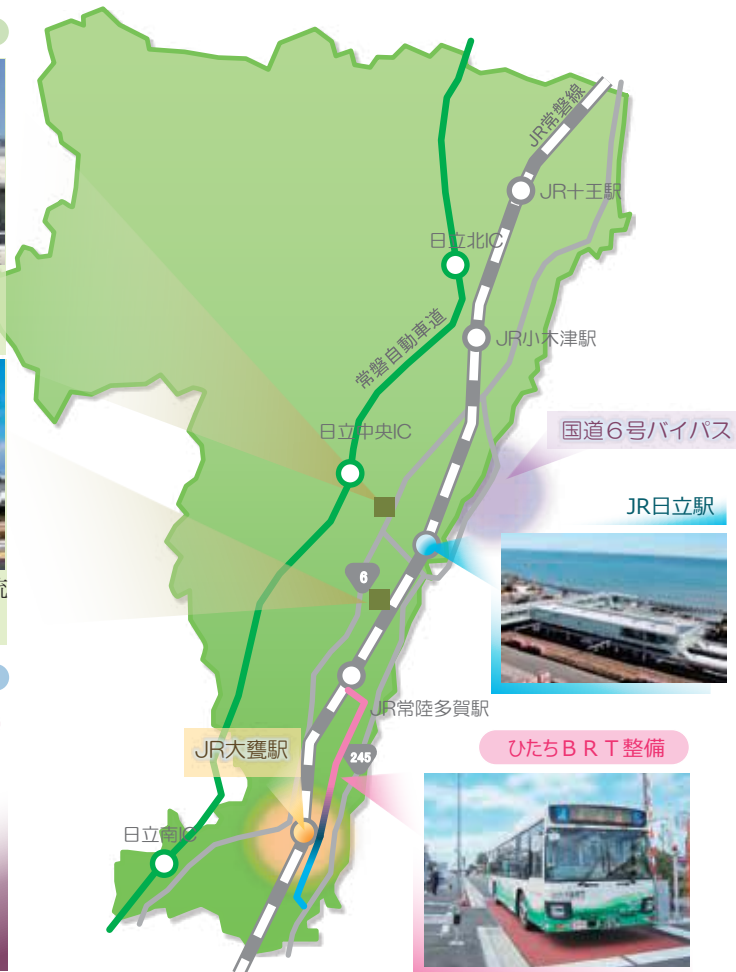 JR常磐線
JR十王駅
日立北IC
JR小木津駅
常磐自動車道
日立中央IC
国道６号バイパス
JR日立駅
6
JR常陸多賀駅
JR大甕駅
245
ひたちＢＲＴ整備
日立南IC